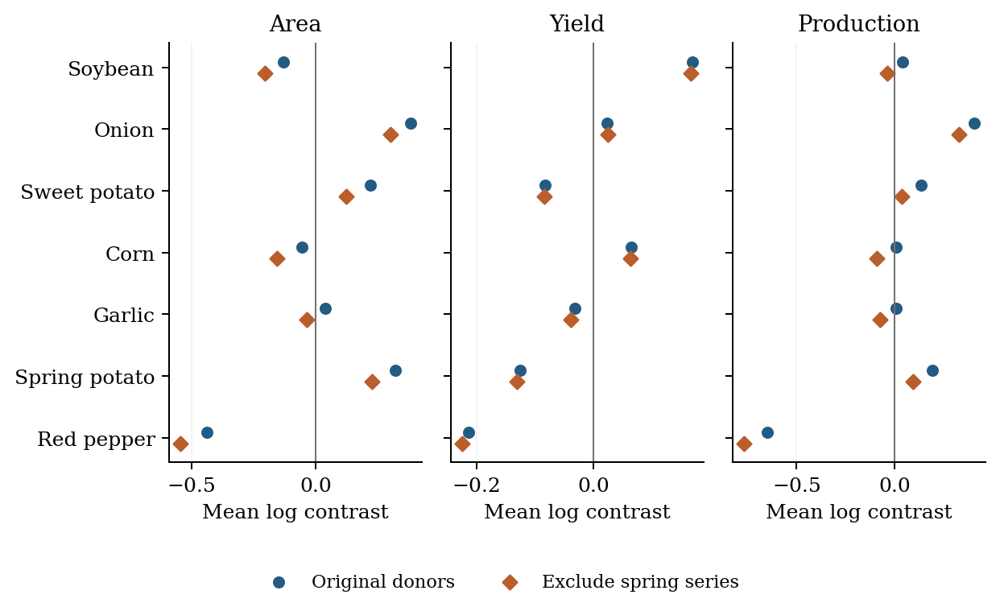 Area Yield Production
Soybean
Onion
Sweet potato
Corn
Garlic
Spring potato
Red pepper
−0.5 0.0 −0.2 0.0 −0.5 0.0
Mean log contrast Mean log contrast Mean log contrast
Original donors Exclude spring series